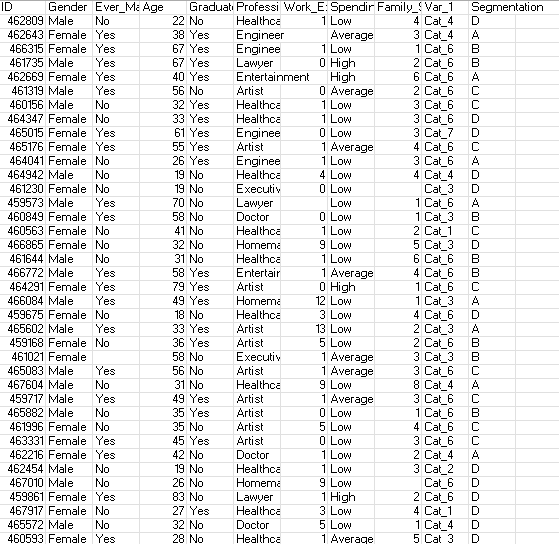 ID Gender Ever_Ma Age Graduate Professi Work_E: Spendin Family_S Var_1 Segmentation
462809 Male No 22 No Healthca 1 Low 4 Cat_4 D
462643 Female Yes 38 Yes Engineer Average 3 Cat_4 A
466315 Female Yes 67 Yes Engineer 1 Low 1 Cat_6 B
461735 Male Yes 67 Yes Lawyer 0 High 2 Cat_6 B
462669 Female Yes 40 Yes Entertainment High 6 Cat_6 A
461319 Male Yes 56 No Artist 0 Average 2 Cat_6 C
460156 Male No 32 Yes Healthca 1 Low 3 Cat_6 C
464347 Female No 33 Yes Healthca 1 Low 3 Cat_6 D
465015 Female Yes 61 Yes Enginee 0 Low 3 Cat_7 D
465176 Female Yes 55 Yes Artist 1 Average 4 Cat_6 C
464041 Female No 26 Yes Enginee 1 Low 3 Cat_6 A
464942 Male No 19 No Healthca 4 Low 4 Cat_4 D
461230 Female No 19 No Executiv 0 Low Cat_3 D
459573 Male Yes 70 No Lawyer Low 1 Cat_6 A
460849 Female Yes 58 No Doctor 0 Low 1 Cat_3 B
460563 Female No 41 No Healthca 1 Low 2 Cat_1 C
466865 Female No 32 No Homema 9 Low 5 Cat_3 D
461644 Male No 31 No Healthca 1 Low 6 Cat_6 B
466772 Male Yes 58 Yes Entertair 1 Average 4 Cat_6 B
464291 Female Yes 79 Yes Artist 0 High 1 Cat_6 C
466084 Male Yes 49 Yes Homema 12 Low 1 Cat_3 A
459675 Female No 18 No Healthca 3 Low 4 Cat_6 D
465602 Female Yes 33 Yes Artist 13 Low 2 Cat_3 A
459168 Female No 36 Yes Artist 5 Low 2 Cat_6 B
461021 Female 58 No Executiv 1 Average 3 Cat_3 B
465083 Male Yes 56 No Artist 1 Average 3 Cat_6 C
467604 Male No 31 No Healthca 9 Low 8 Cat_4 A
459717 Male Yes 49 Yes Artist 1 Average 3 Cat_6 C
465882 Male No 35 Yes Artist 0 Low 1 Cat_6 B
461996 Female No 35 No Artist 5 Low 4 Cat_6 C
463331 Female Yes 45 Yes Artist 0 Low 3 Cat_6 C
462216 Male Yes 42 No Doctor 1 Low 2 Cat_4 A
462454 Male No 19 No Healthca 1 Low 3 Cat_2 D
467010 Male No 26 No Homema 9 Low Cat_6 D
459861 Female Yes 83 No Lawyer 1 High 2 Cat_6 D
467917 Female No 27 Yes Healthca 3 Low 4 Cat_1 D
465572 Male No 32 No Doctor 5 Low 1 Cat_4 D
460593 Female Yes 28 No Healthca 1 Average 5 Cat_3 D